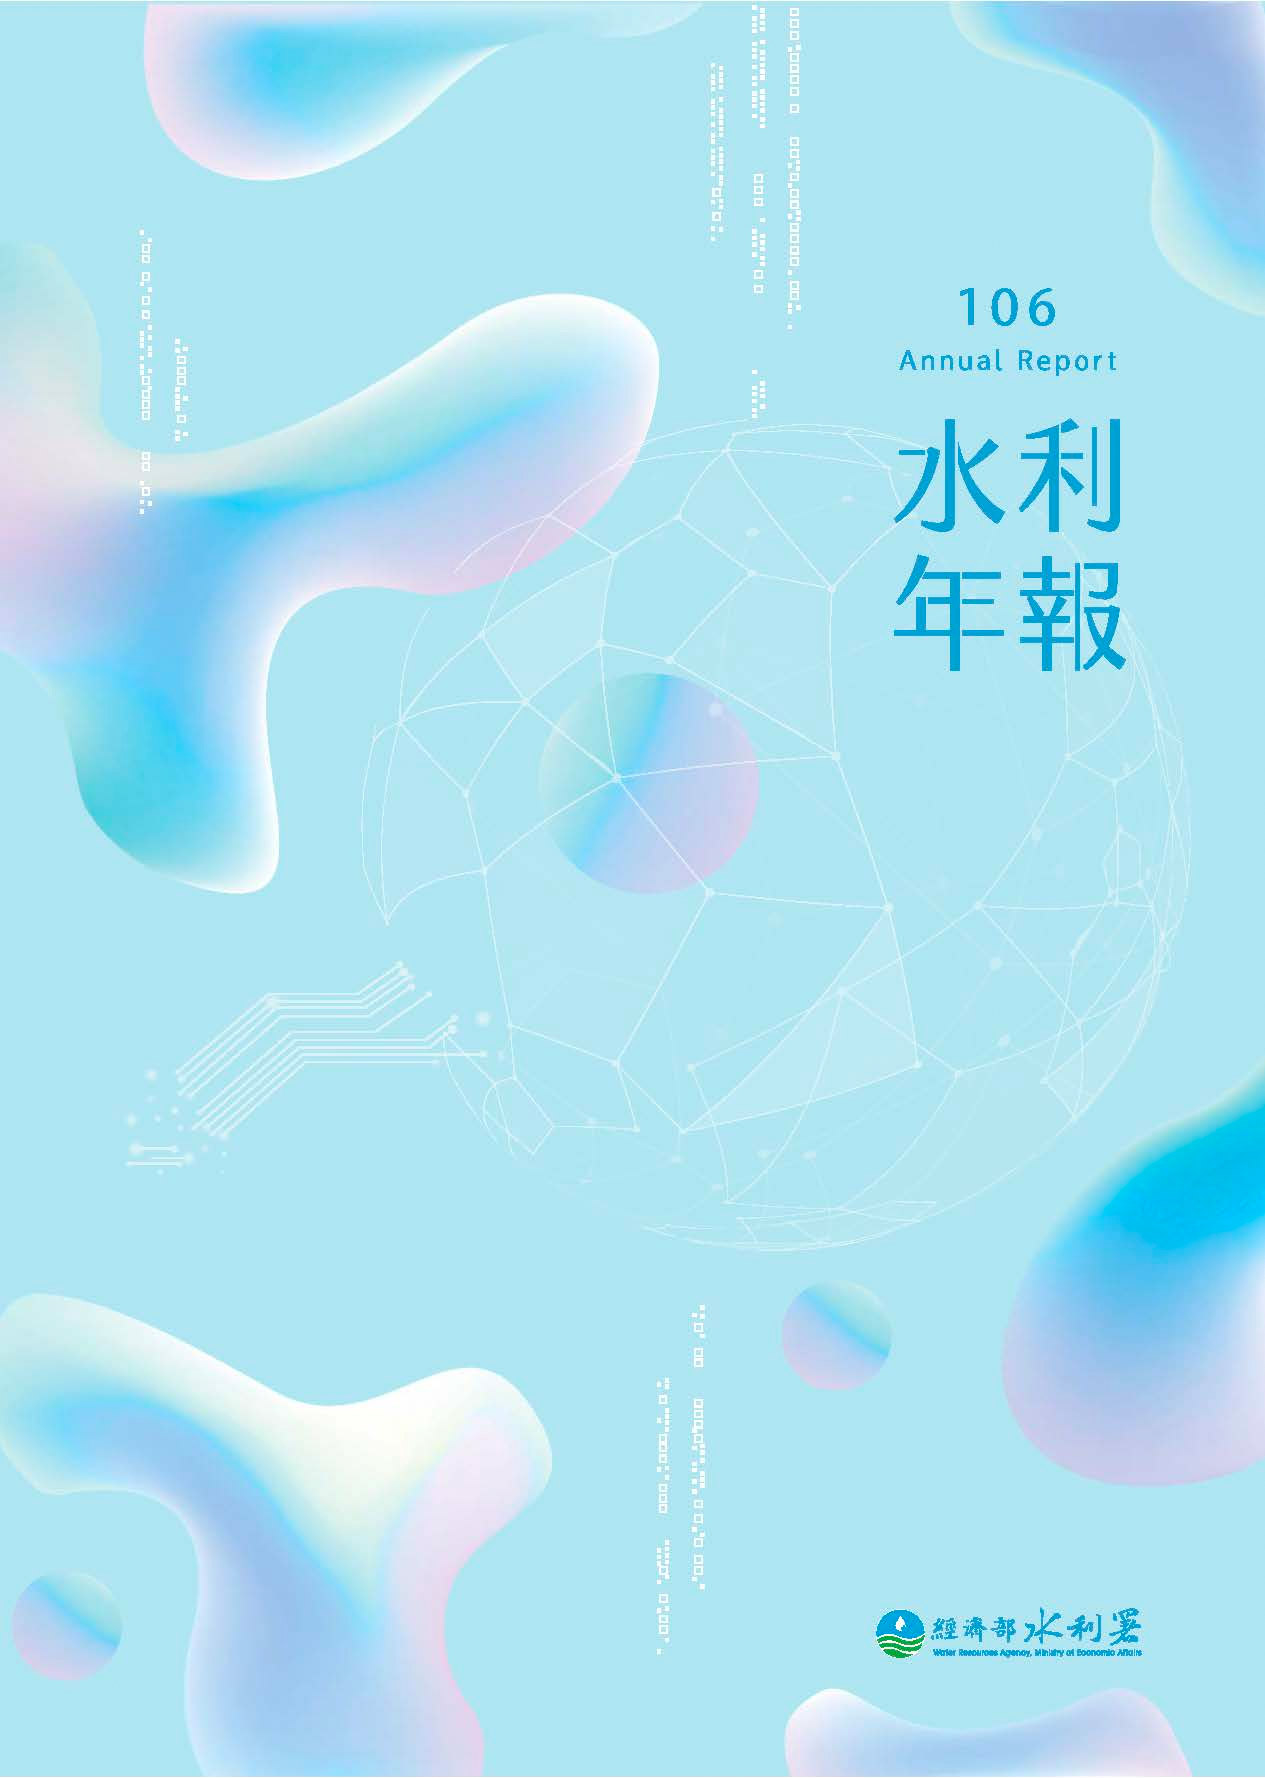 106
Annual Report
水利
年報
經濟部水利署
Water Resources Agency, Ministry of Economic Affairs